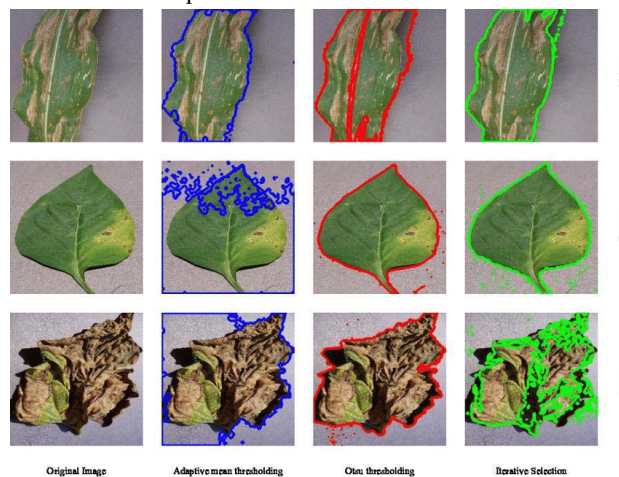 Original Image
Adaptive mean thresholding
Otsu thresholding
Iterative Selection